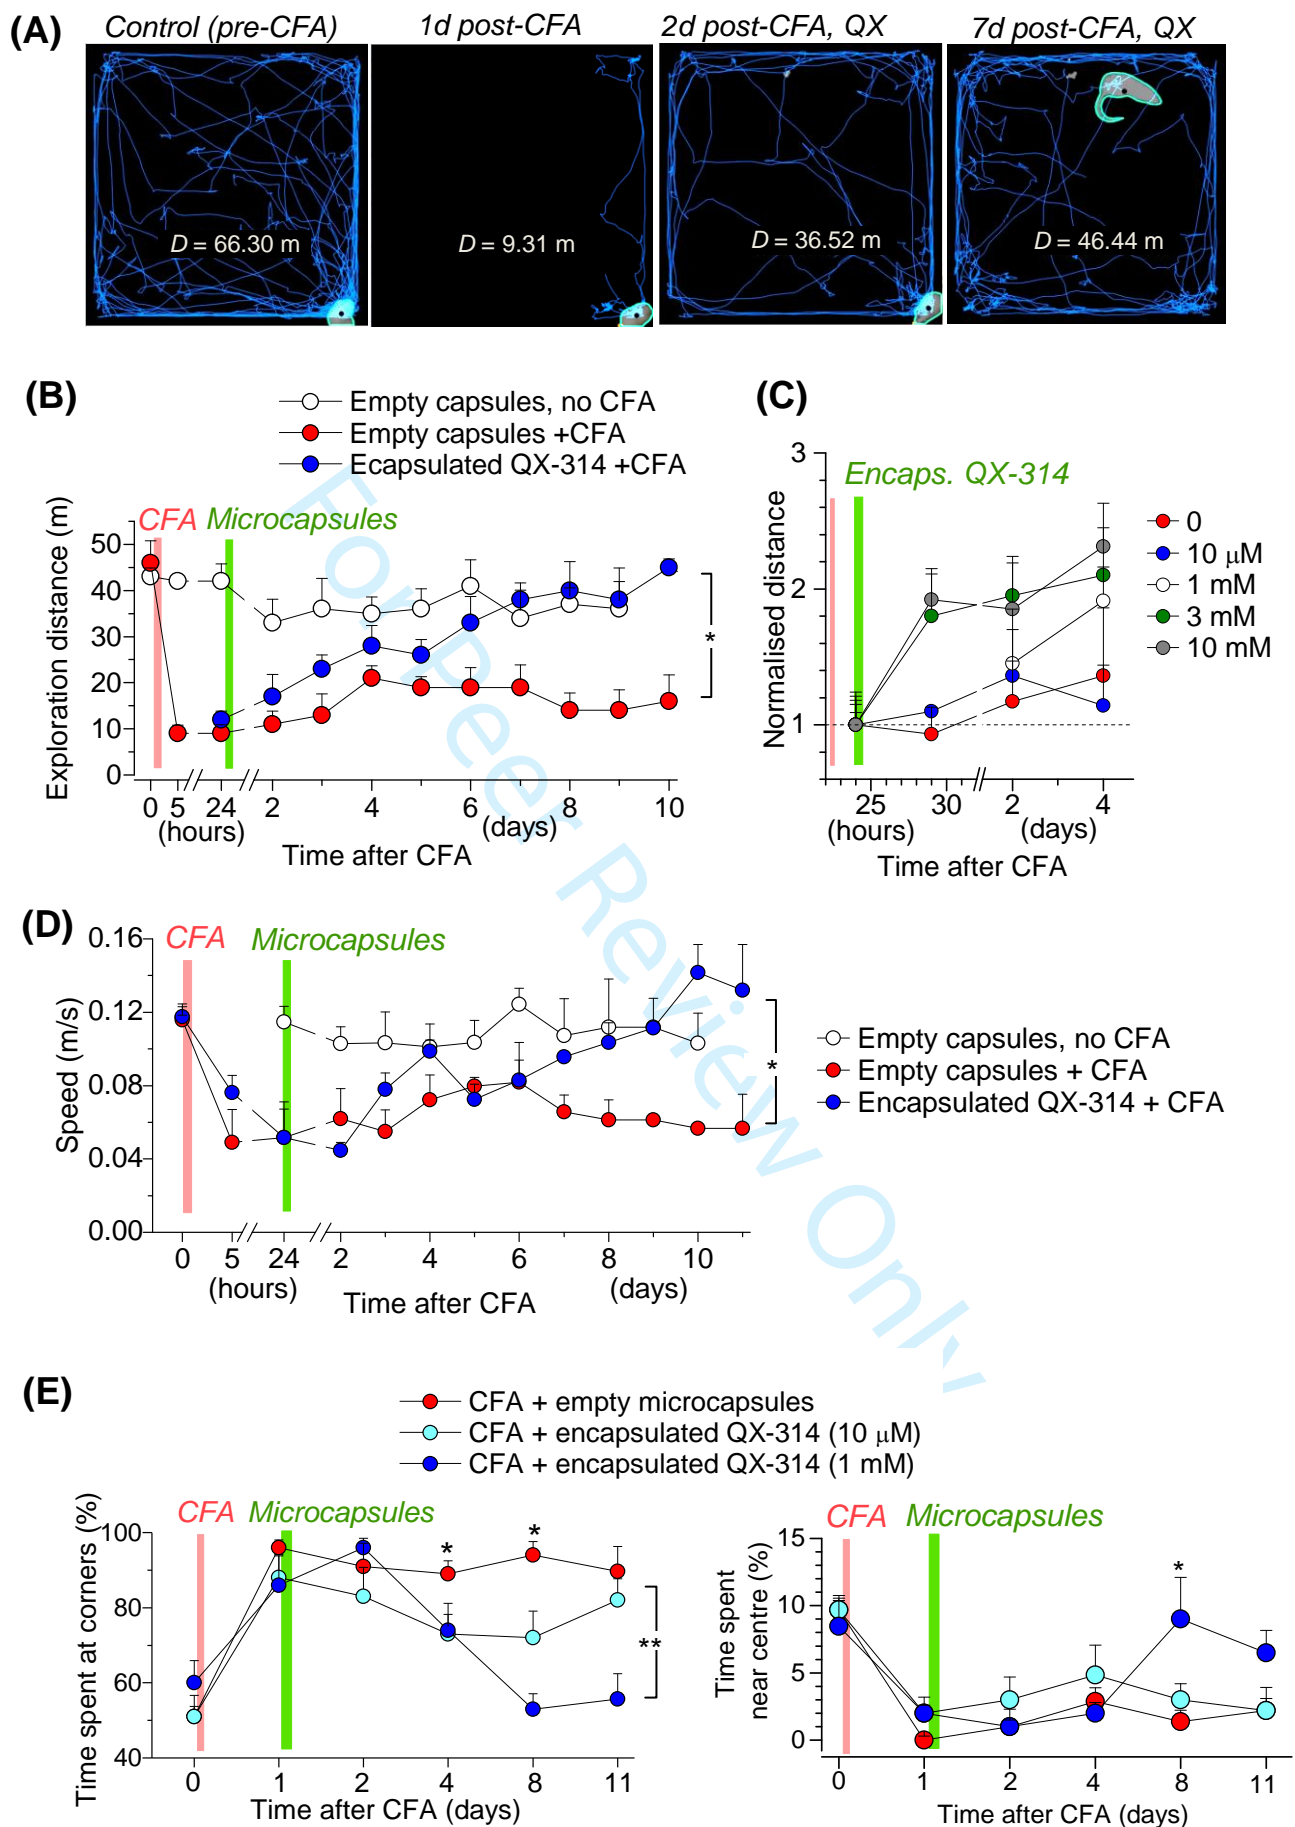 (A)
Control (pre-CFA)
1d post-CFA
2d post-CFA, QX
7d post-CFA, QX
D = 66.30 m
D = 9.31 m
D = 36.52 m
D = 46.44 m
(B)
Empty capsules, no CFA
Empty capsules +CFA
Ecapsulated QX-314 +CFA
CFA
Microcapsules
Exploration distance (m)
50
40
30
20
10
0
0 5 24 2 4 6 8 10
(hours) (days)
Time after CFA
*
(C)
Encaps. QX-314
Normalised distance
3
2
1
0
10 μM
1 mM
3 mM
10 mM
25 30 2 4
(hours) (days)
Time after CFA
(D)
CFA
Microcapsules
Speed (m/s)
0.16
0.12
0.08
0.04
0.00
0 5 24 2 4 6 8 10
(hours) (days)
Time after CFA
*
Empty capsules, no CFA
Empty capsules + CFA
Encapsulated QX-314 + CFA
(E)
CFA + empty microcapsules
CFA + encapsulated QX-314 (10 μM)
CFA + encapsulated QX-314 (1 mM)
CFA
Microcapsules
Time spent at corners (%)
100
80
60
40
0 1 2 4 8 11
Time after CFA (days)
*
*
**
CFA
Microcapsules
Time spent
near centre (%)
15
10
5
0
0 1 2 4 8 11
Time after CFA (days)
*
For Peer Review Only